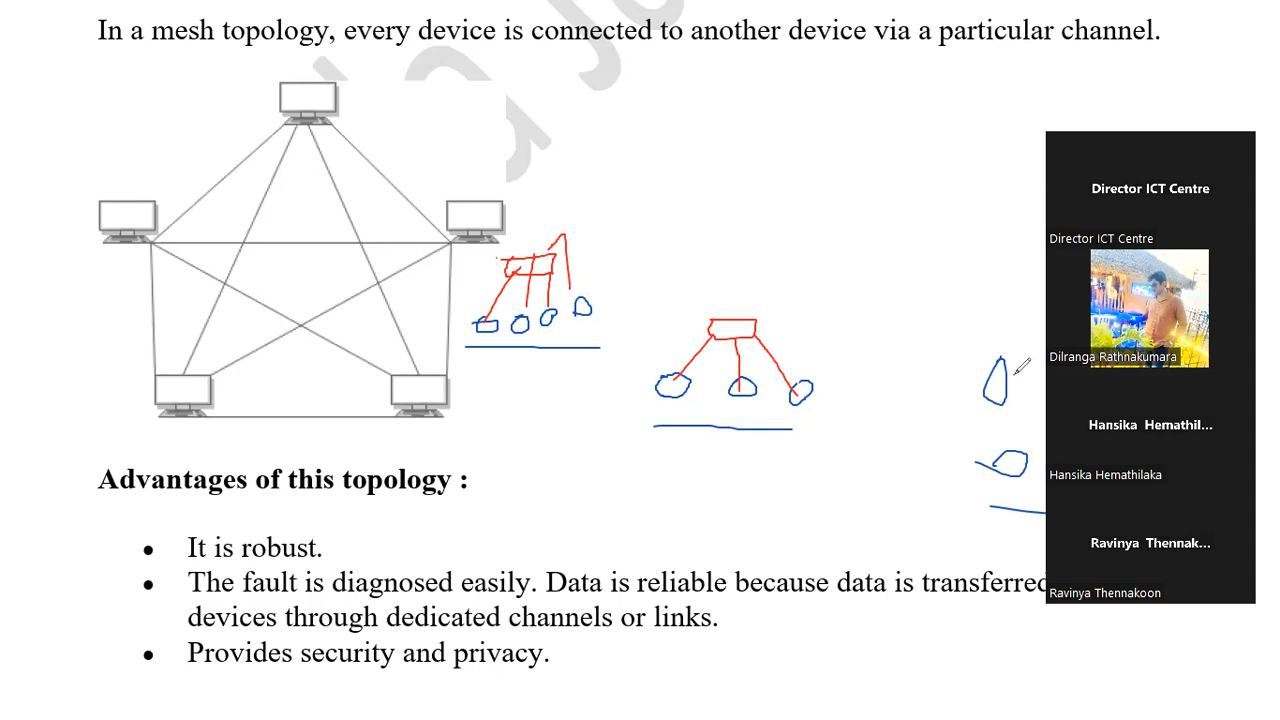 In a mesh topology, every device is connected to another device via a particular channel.
Director ICT Centre
Director ICT Centre
Dilranga Rathnakumara
Hansika Hemathil...
Hansika Hemathilaka
Ravinya Thennak...
Ravinya Thennakoon
Advantages of this topology :
• It is robust.
• The fault is diagnosed easily. Data is reliable because data is transferred
devices through dedicated channels or links.
• Provides security and privacy.